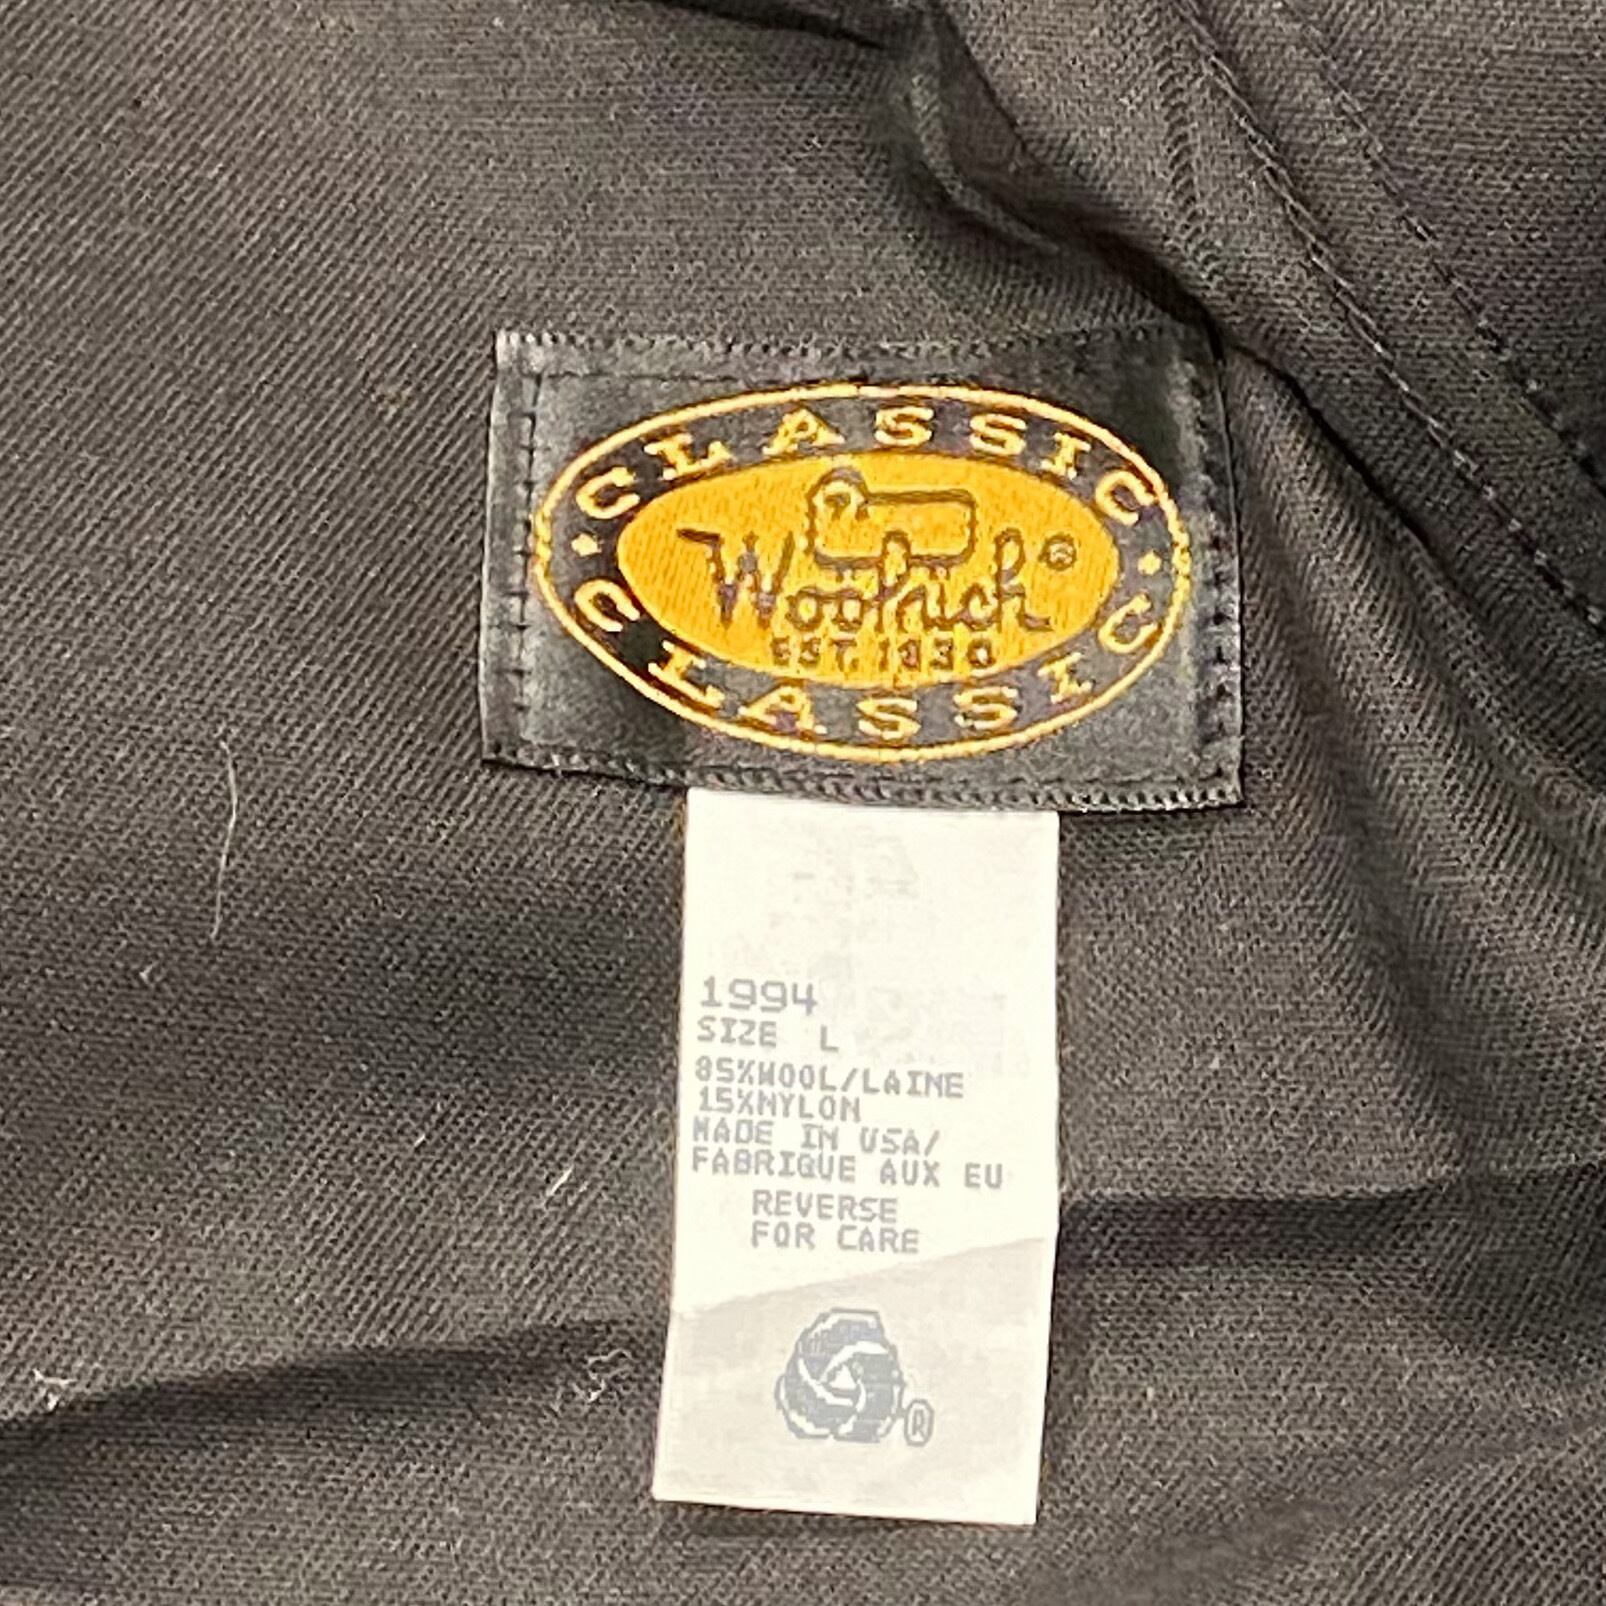 CLASSIC
Woolrich®
EST. 1830
CLASSIC
1994
SIZE L
85%WOOL/LAINE
15%NYLON
MADE IN USA/
FABRIQUE AUX EU
REVERSE
FOR CARE
®